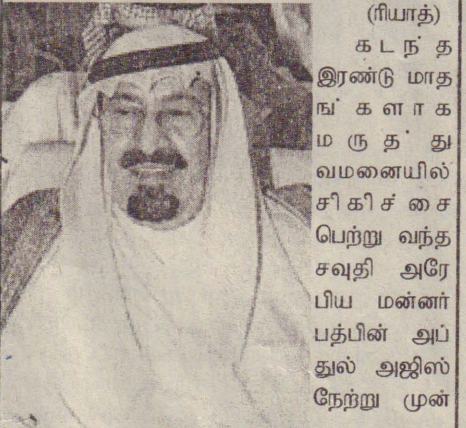 (ரியாத்)
கடந்த
இரண்டு மாத
ங்களாக
மருத்து
வமனையில்
சிகிச்சை
பெற்று வந்த
சவுதி அரே
பிய மன்னர்
பத்பின் அப்
துல் அஜிஸ்
நேற்று முன்